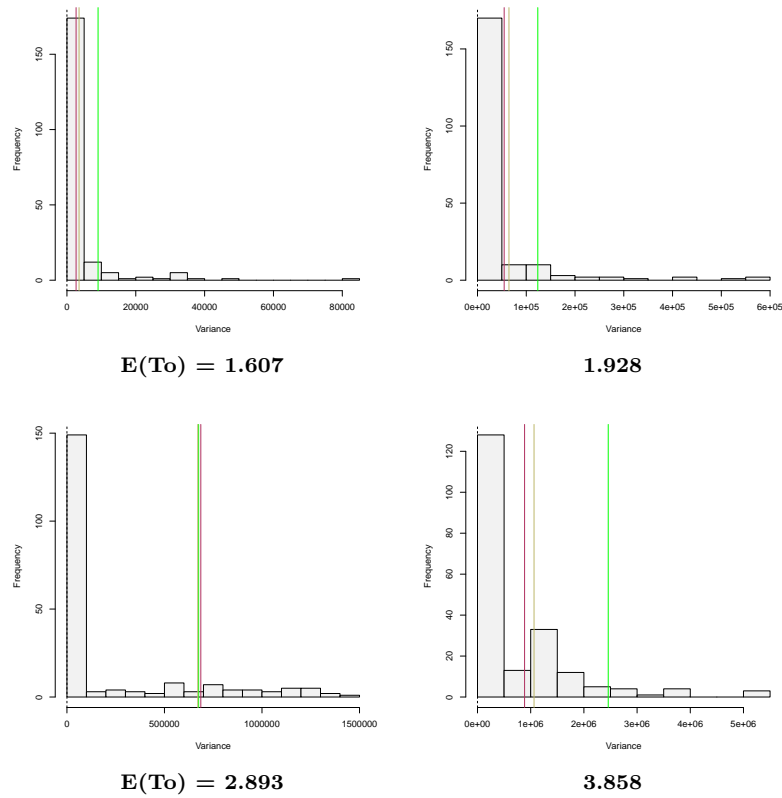 150
100
50
0
Frequency
0 20000 40000 60000 80000
Variance
E(To) = 1.607
150
100
50
0
Frequency
0e+00 1e+05 2e+05 3e+05 4e+05 5e+05 6e+05
Variance
1.928
150
100
50
0
Frequency
0 500000 1000000 1500000
Variance
E(To) = 2.893
120
100
80
60
40
20
0
Frequency
0e+00 1e+06 2e+06 3e+06 4e+06 5e+06
Variance
3.858